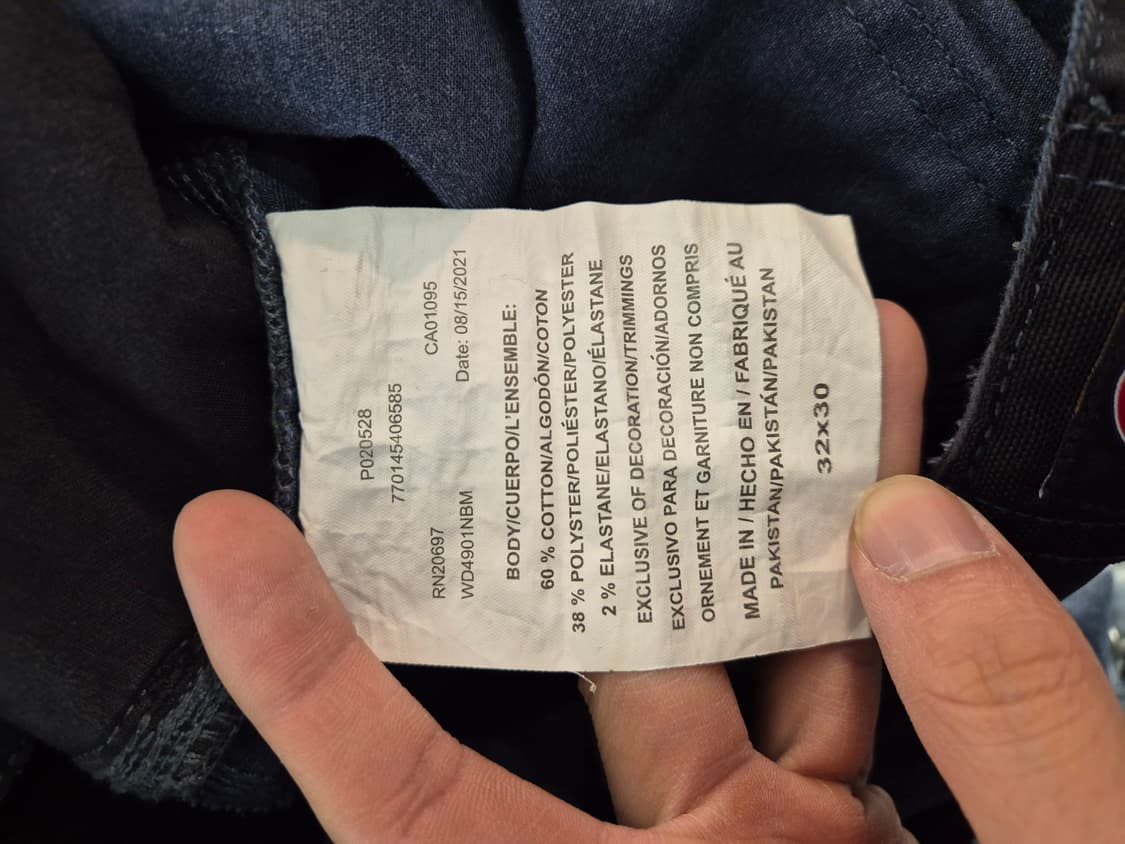 P020528
770145406585
RN20697 CA01095
WD4901NBM Date: 08/15/2021
BODY/CUERPO/L'ENSEMBLE:
60 % COTTON/ALGODÓN/COTON
38 % POLYSTER/POLIÉSTER/POLYESTER
2 % ELASTANE/ELASTANO/ÉLASTANE
EXCLUSIVE OF DECORATION/TRIMMINGS
EXCLUSIVO PARA DECORACIÓN/ADORNOS
ORNEMENT ET GARNITURE NON COMPRIS
MADE IN / HECHO EN / FABRIQUÉ AU
PAKISTAN/PAKISTÁN/PAKISTAN
32x30